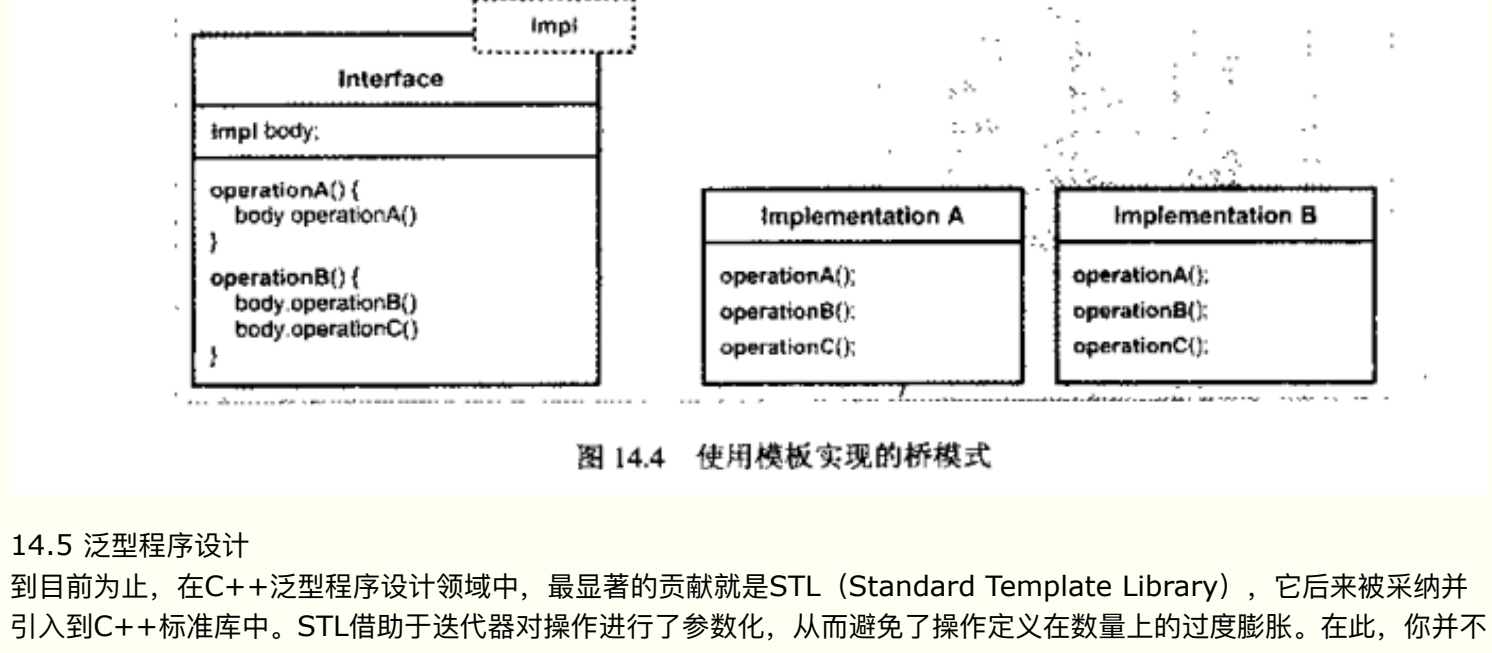 Impl
Interface
Impl body;
operationA() {
body operationA()
}
operationB() {
body.operationB()
body.operationC()
}
Implementation A
operationA();
operationB();
operationC();
Implementation B
operationA();
operationB();
operationC();
图 14.4 使用模板实现的桥模式
14.5 泛型程序设计
到目前为止，在C++泛型程序设计领域中，最显著的贡献就是STL（Standard Template Library），它后来被采纳并
引入到C++标准库中。STL借助于迭代器对操作进行了参数化，从而避免了操作定义在数量上的过度膨胀。在此，你并不